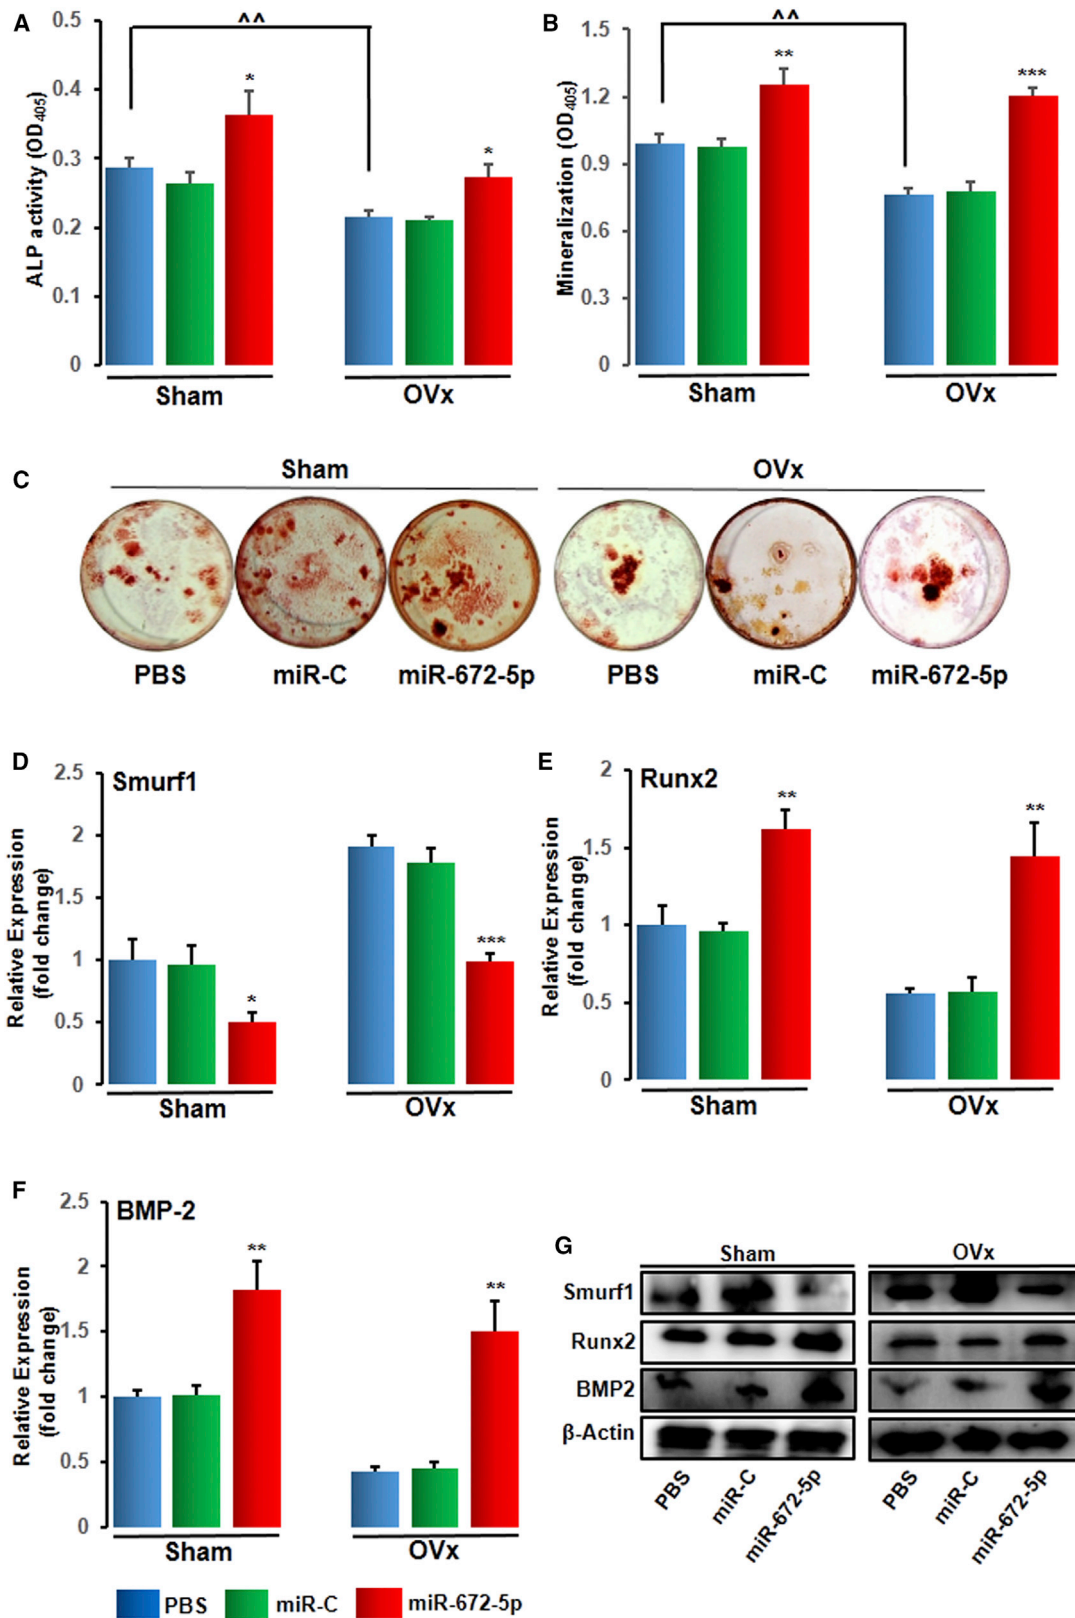 A
ALP activity (OD405)
0.5
0.4
0.3
0.2
0.1
0
^^
*
*
Sham
OVx
B
Mineralization (OD405)
1.5
1.2
0.9
0.6
0.3
0
^^
**
***
Sham
OVx
C
Sham
OVx
PBS
miR-C
miR-672-5p
PBS
miR-C
miR-672-5p
D
Smurf1
Relative Expression
(fold change)
2.5
2
1.5
1
0.5
0
*
***
Sham
OVx
E
Runx2
Relative Expression
(fold change)
2
1.5
1
0.5
0
**
**
Sham
OVx
F
BMP-2
Relative Expression
(fold change)
2.5
2
1.5
1
0.5
0
**
**
Sham
OVx
G
Sham
OVx
Smurf1
Runx2
BMP2
β-Actin
PBS
miR-C
miR-672-5p
PBS
miR-C
miR-672-5p
PBS
miR-C
miR-672-5p